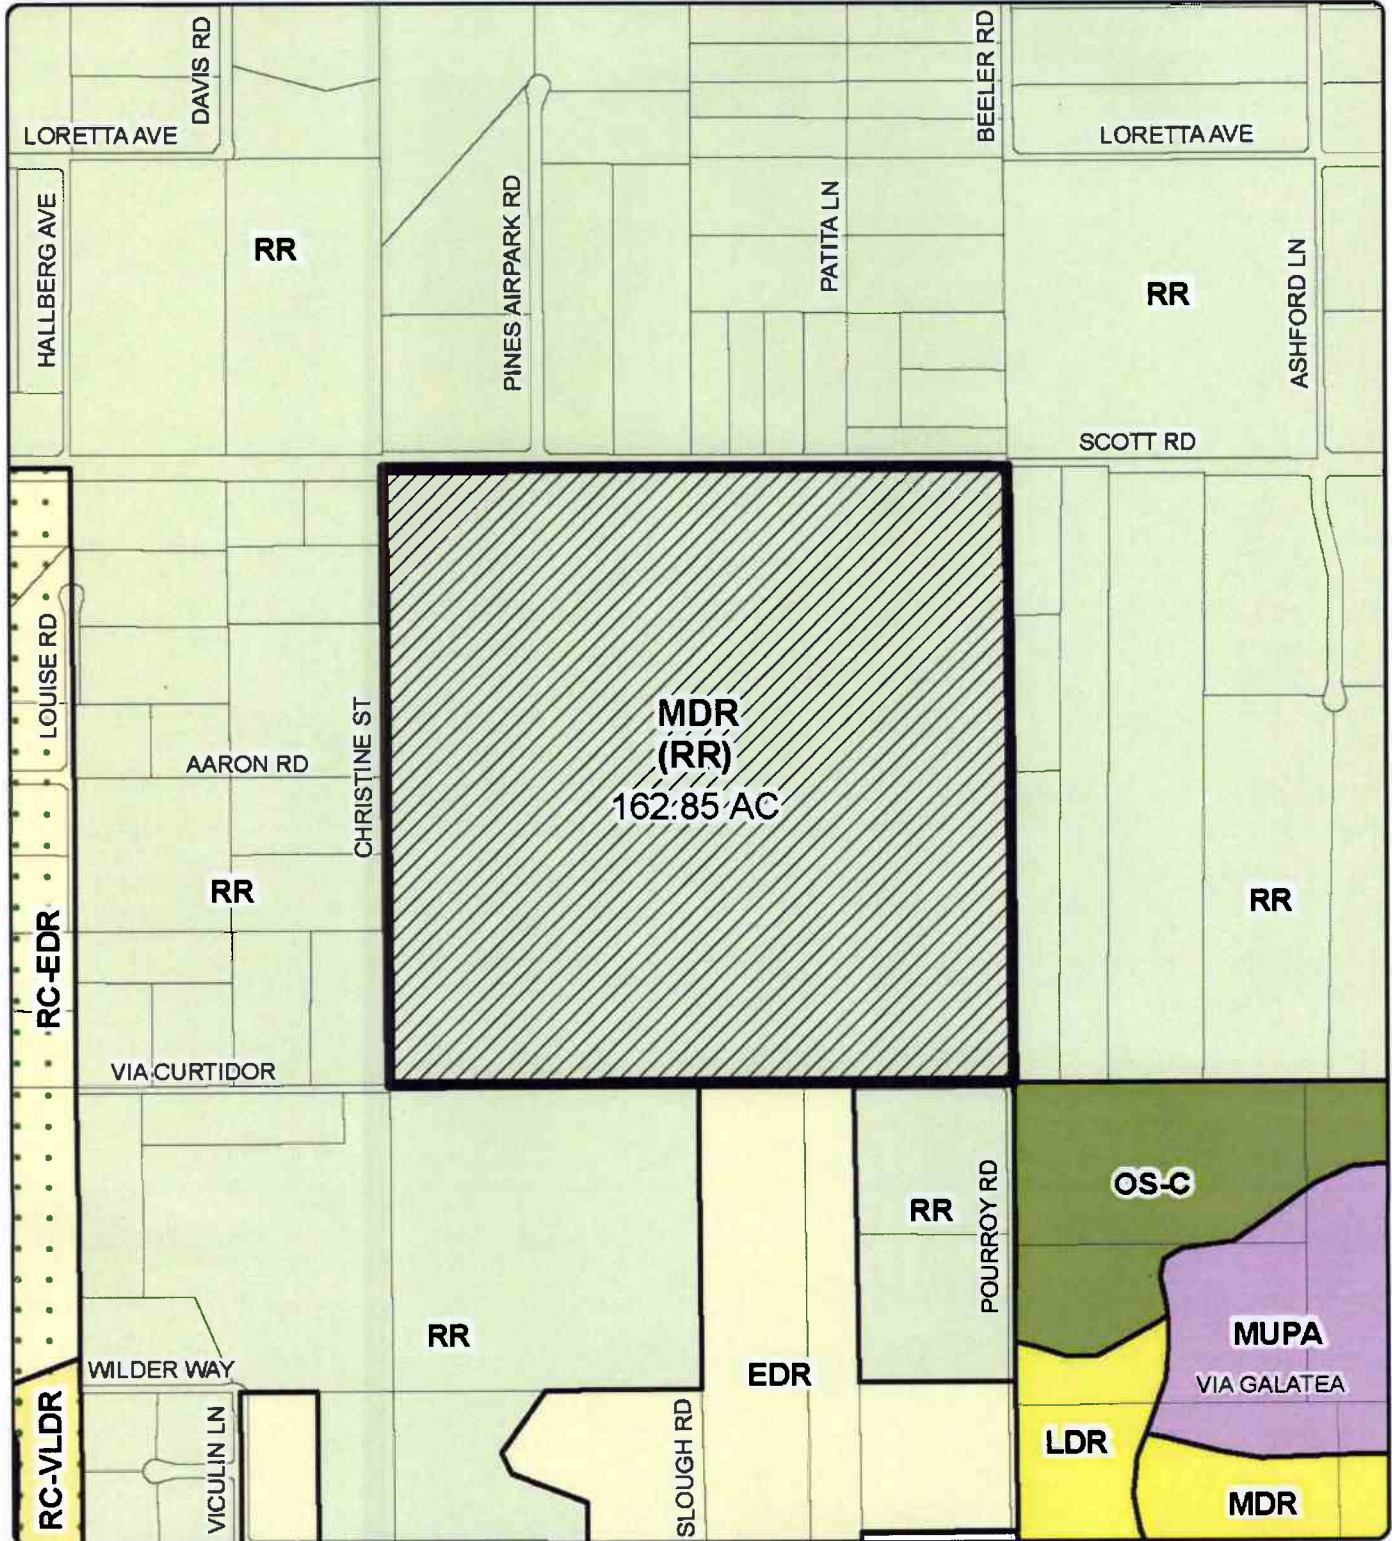 DAVIS RD
BEELER RD
LORETTA AVE
LORETTA AVE
HALLBERG AVE
RR
PINES AIRPARK RD
PATITA LN
RR
ASHFORD LN
SCOTT RD
LOUISE RD
CHRISTINE ST
AARON RD
MDR
(RR)
162.85 AC
RR
RR
RC-EDR
VIA CURTIDOR
OS-C
RR
POURROY RD
RR
MUPA
WILDER WAY
EDR
VIA GALATEA
RC-VLDR
VICULIN LN
SLOUGH RD
LDR
MDR